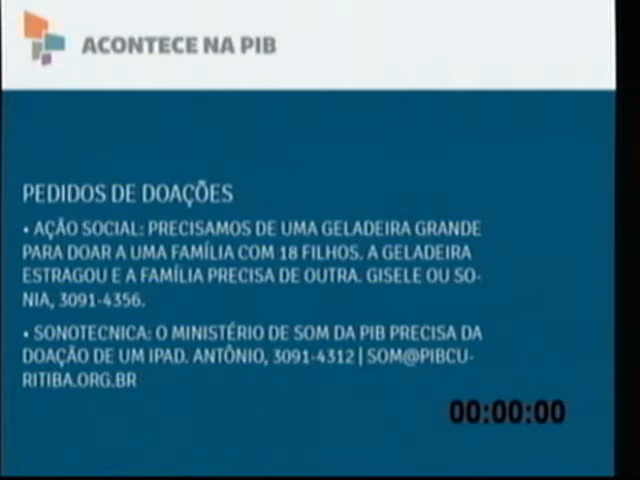 ACONTECE NA PIB
PEDIDOS DE DOAÇÕES
• AÇÃO SOCIAL: PRECISAMOS DE UMA GELADEIRA GRANDE
PARA DOAR A UMA FAMÍLIA COM 18 FILHOS. A GELADEIRA
ESTRAGOU E A FAMÍLIA PRECISA DE OUTRA. GISELE OU SO-
NIA, 3091-4356.
• SONOTECNICA: O MINISTÉRIO DE SOM DA PIB PRECISA DA
DOAÇÃO DE UM IPAD. ANTÔNIO, 3091-4312 | SOM@PIBCU-
RITIBA.ORG.BR
00:00:00